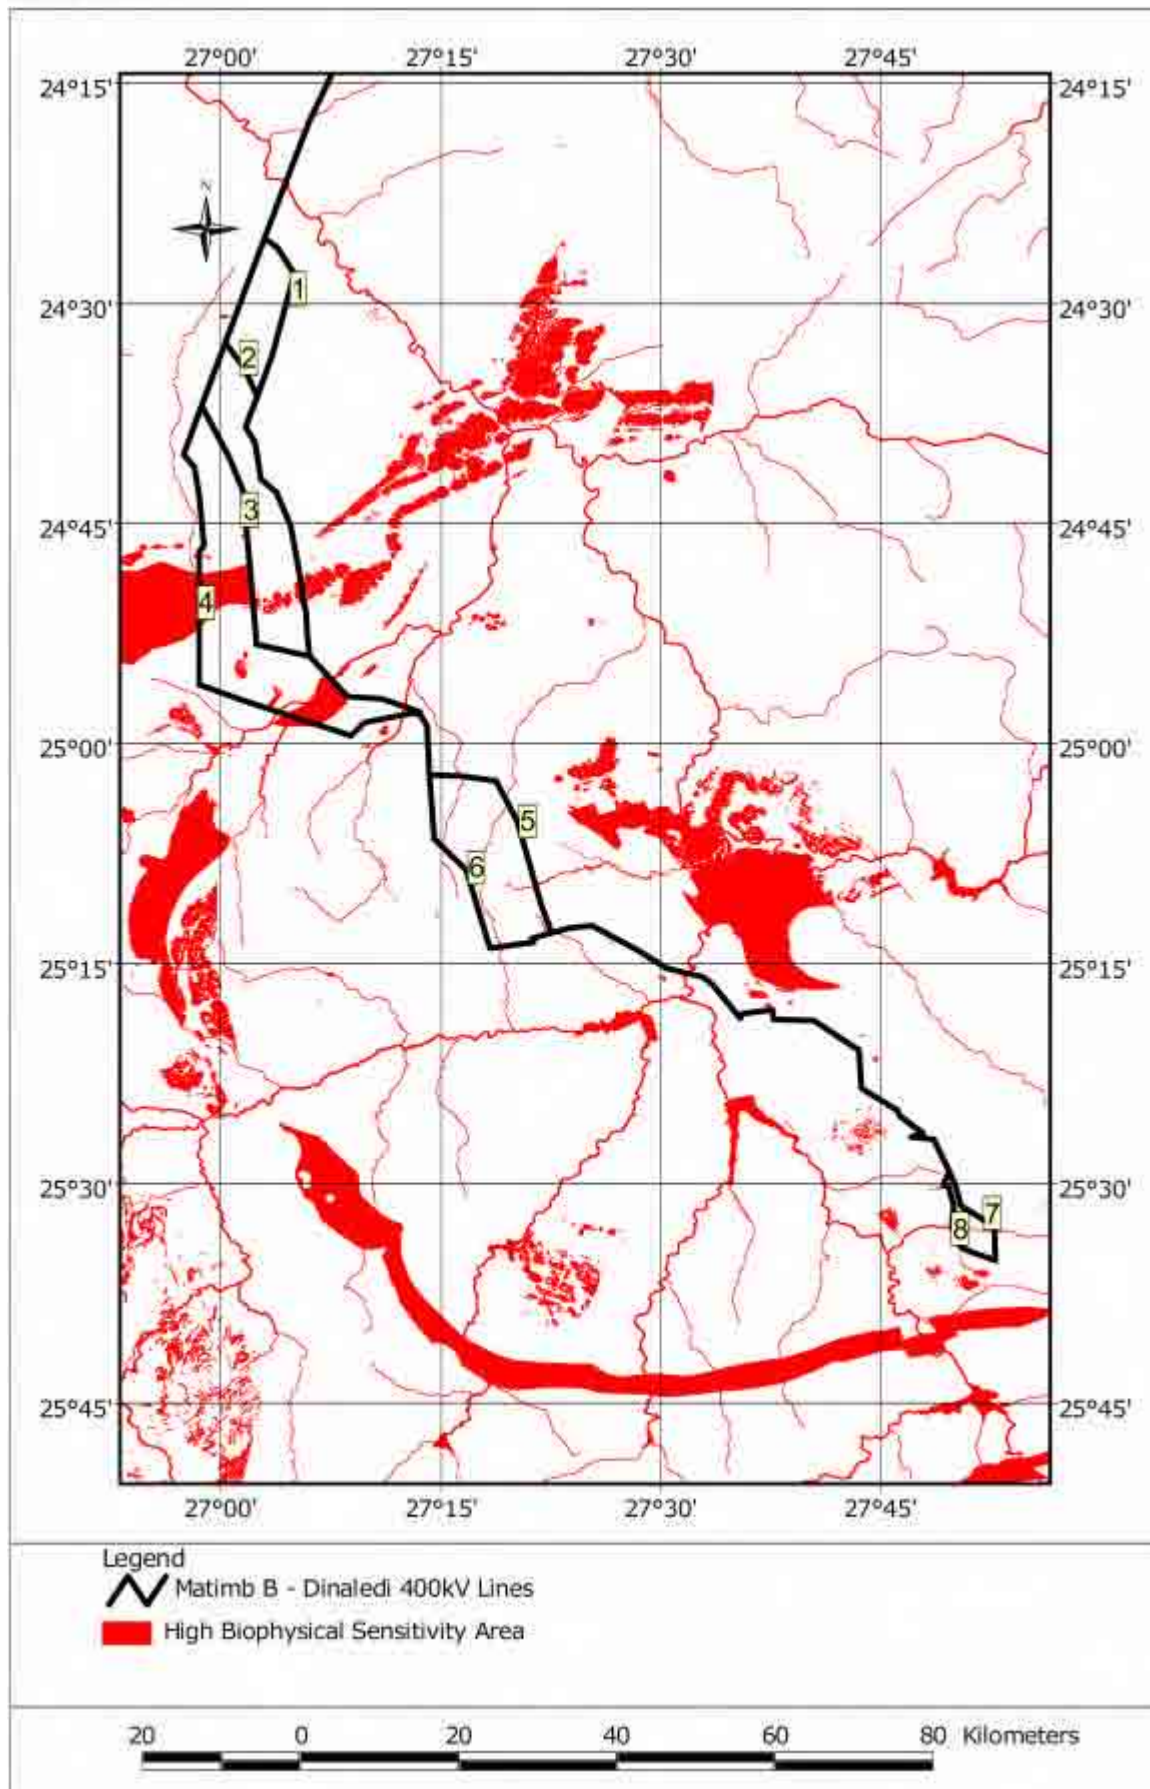 27°00' 27°15' 27°30' 27°45'
24°15' 24°15'
N
1
24°30' 24°30'
2
3
24°45' 24°45'
4
25°00' 25°00'
5
6
25°15' 25°15'
25°30' 25°30'
7
8
25°45' 25°45'
27°00' 27°15' 27°30' 27°45'
Legend
Matimb B - Dinaledi 400kV Lines
High Biophysical Sensitivity Area
20 0 20 40 60 80 Kilometers